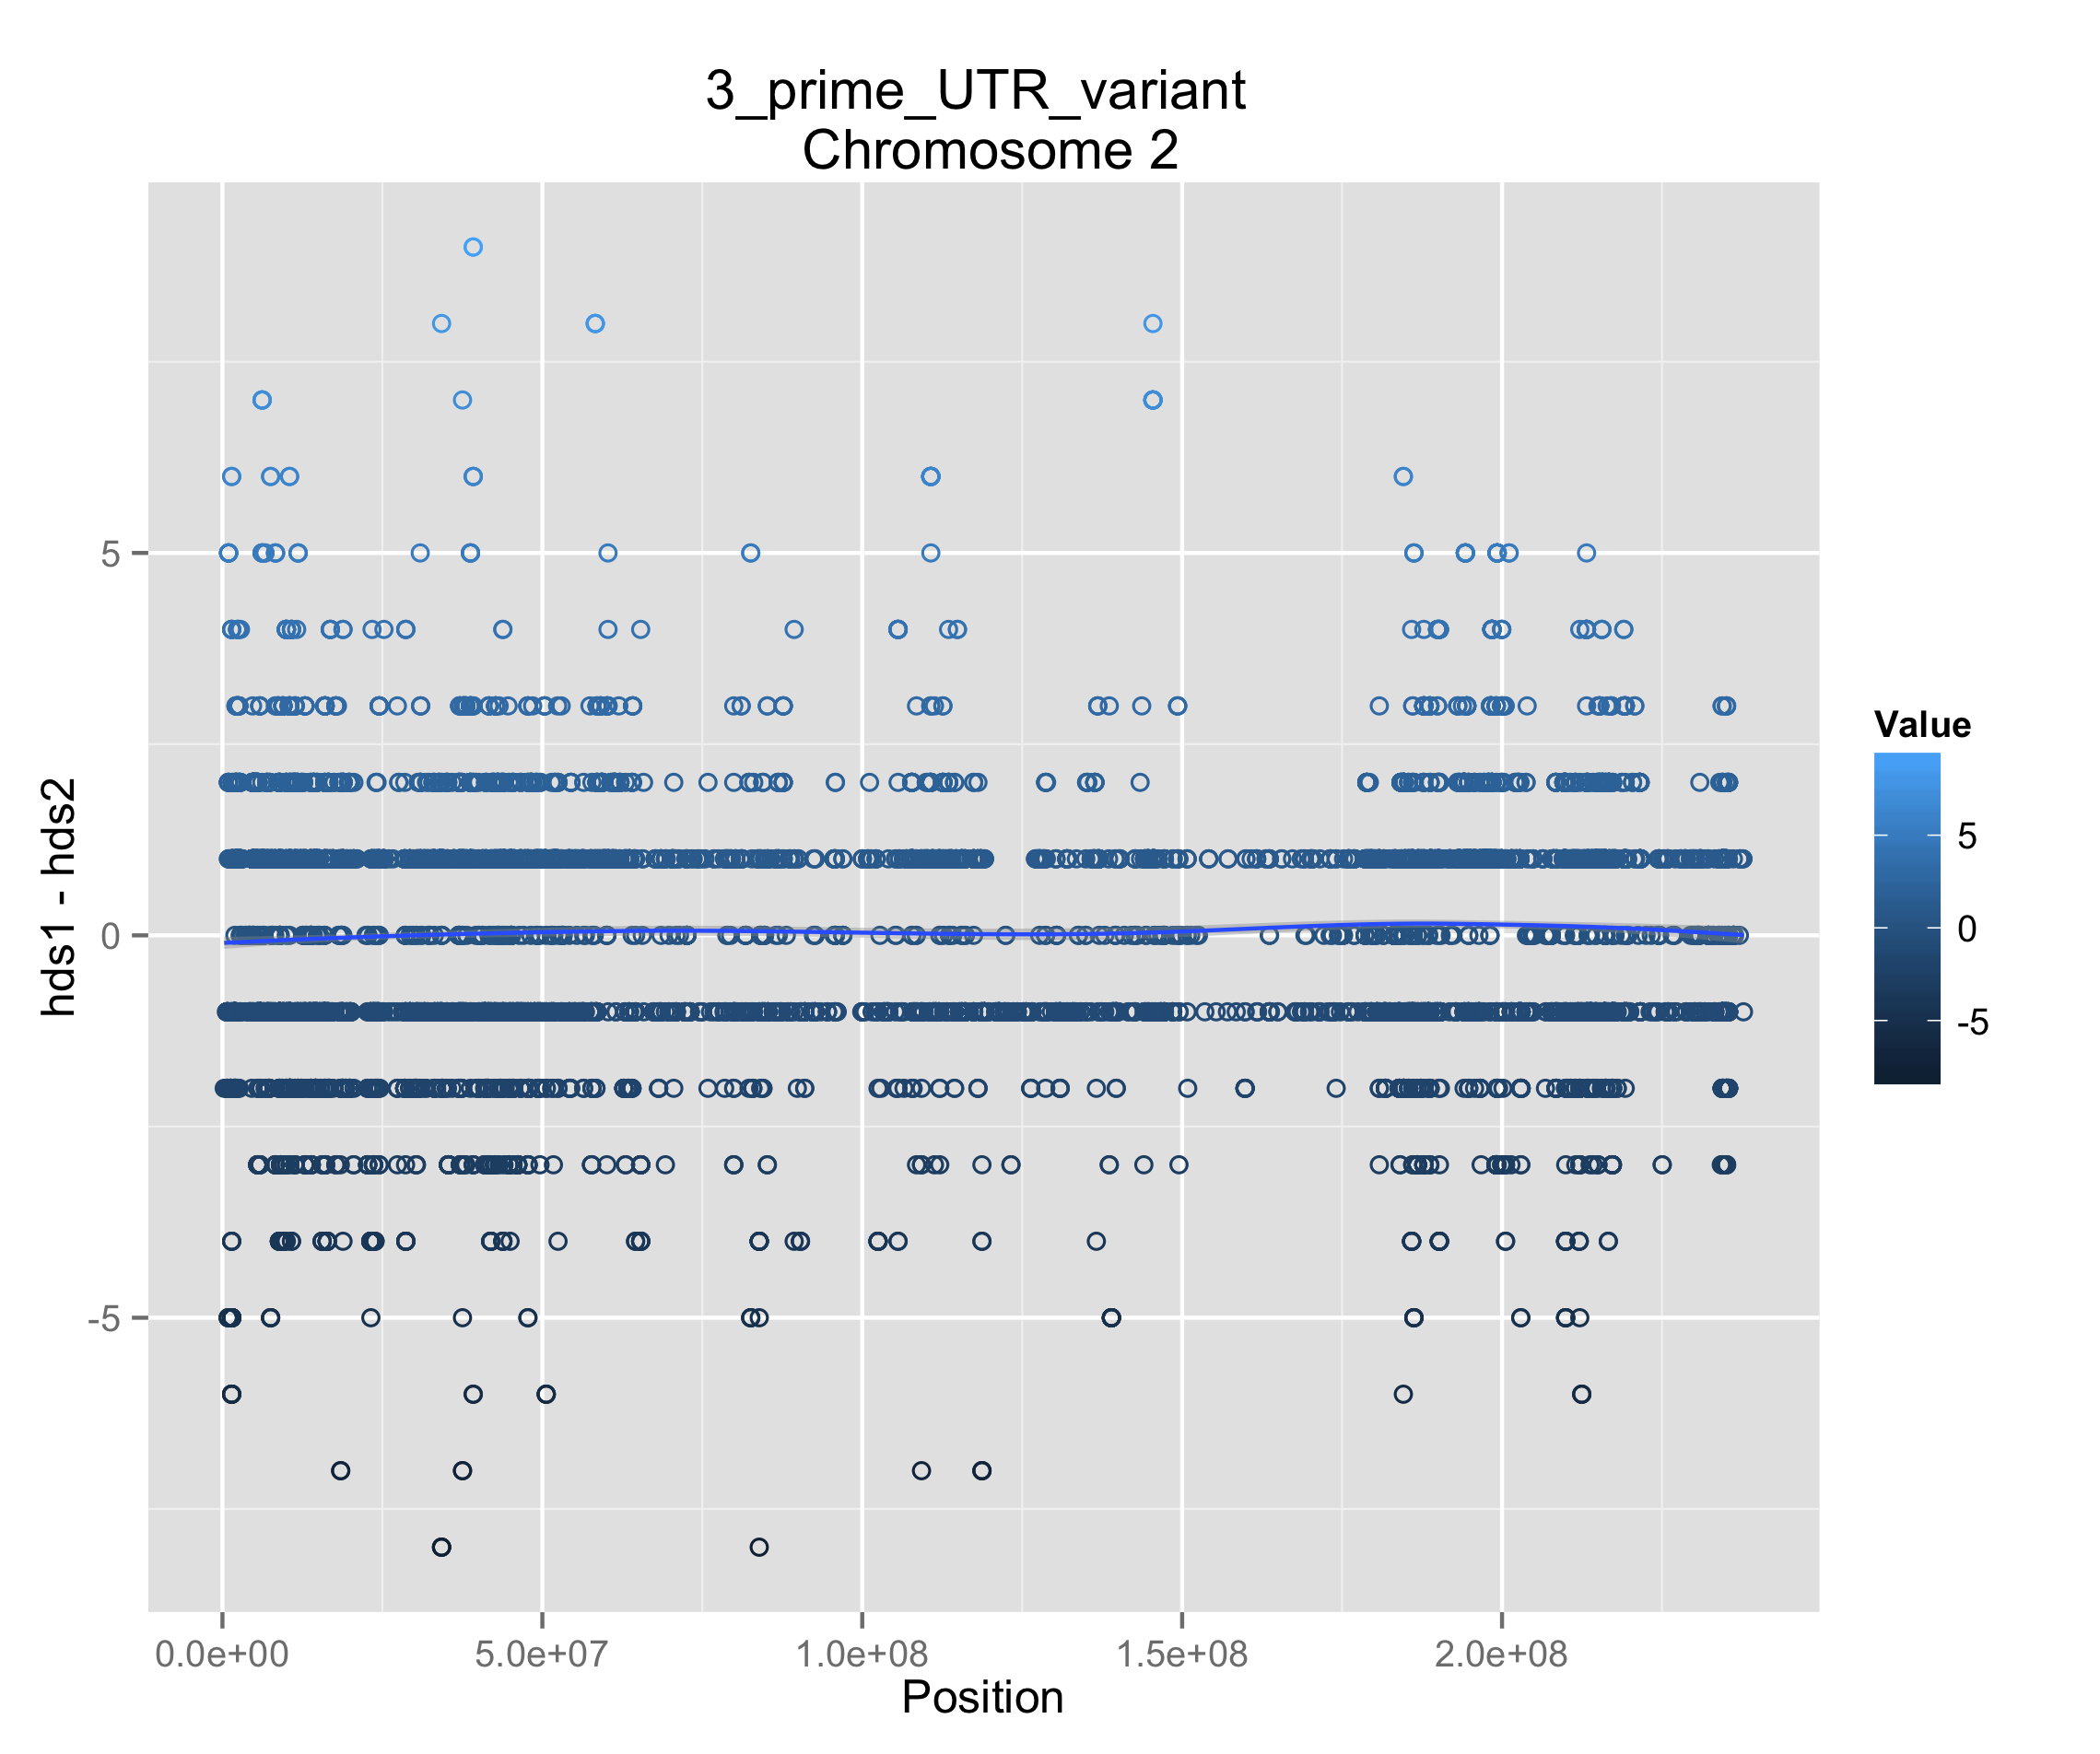 3_prime_UTR_variant
Chromosome 2
hds1 - hds2
5
0
-5
0.0e+00
5.0e+07
1.0e+08
1.5e+08
2.0e+08
Position
Value
5
0
-5